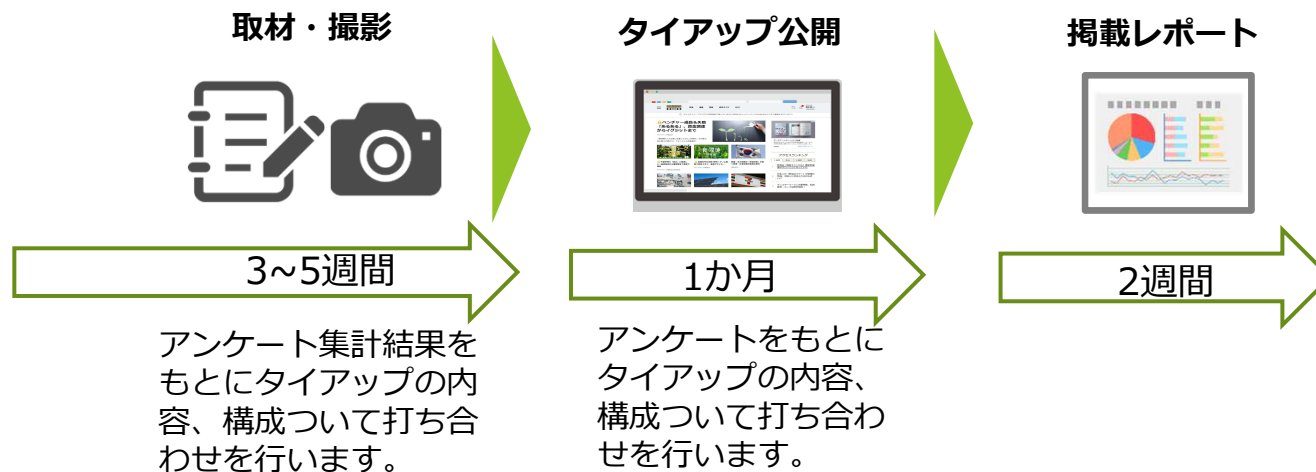 取材・撮影
タイアップ公開
掲載レポート
3~5週間
1か月
2週間
アンケート集計結果を
もとにタイアップの内
容、構成ついて打ち合
わせを行います。
アンケートをもとに
タイアップの内容、
構成ついて打ち合わ
せを行います。